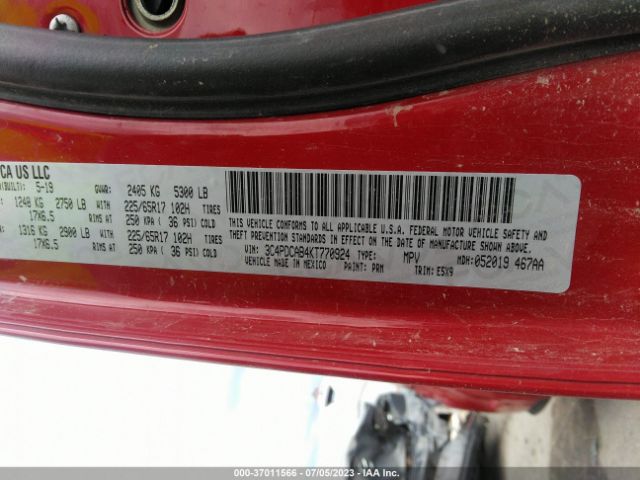 CA US LLC
(BUILT): 5-19 GVWR: 2405 KG 5300 LB
1248 KG 2750 LB WITH 225/65R17 102H TIRES
17X6.5 RIMS AT 250 KPA ( 36 PSI) COLD
1316 KG 2900 LB WITH 225/65R17 102H TIRES
17X6.5 RIMS AT 250 KPA ( 36 PSI) COLD
THIS VEHICLE CONFORMS TO ALL APPLICABLE U.S.A. FEDERAL MOTOR VEHICLE SAFETY AND
THEFT PREVENTION STANDARDS IN EFFECT ON THE DATE OF MANUFACTURE SHOWN ABOVE.
VIN: 3C4PDCAB4KT770924 TYPE: MPV MDH:052019 467AA
VEHICLE MADE IN MEXICO PAINT: PRM TRIM: E5X9
000-37011566 - 07/05/2023 - IAA Inc.